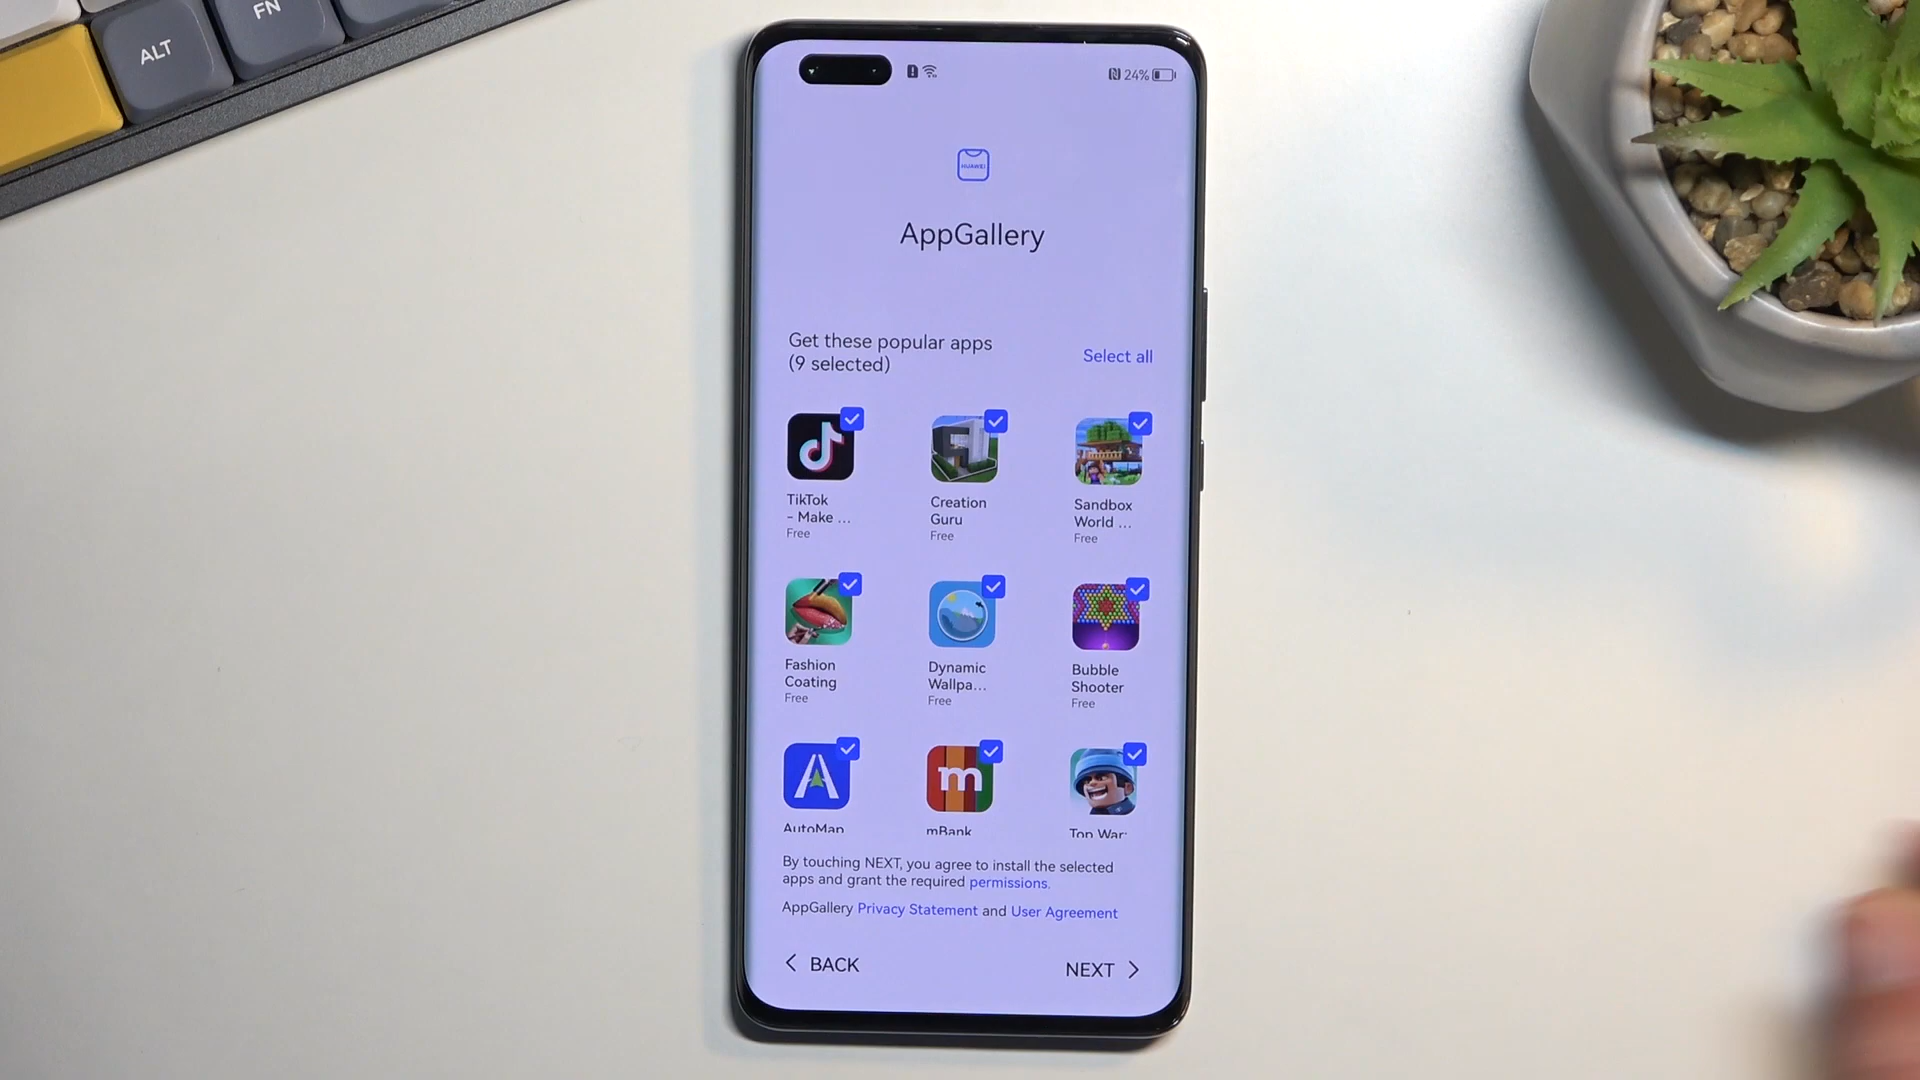 FN
ALT
24%
HUAWEI
AppGallery
Get these popular apps
(9 selected)
Select all
TikTok
- Make ...
Free
Creation
Guru
Free
Sandbox
World ...
Free
Fashion
Coating
Free
Dynamic
Wallpa...
Free
Bubble
Shooter
Free
m
AutoMap
mBank
Top War:
By touching NEXT, you agree to install the selected
apps and grant the required permissions.
AppGallery Privacy Statement and User Agreement
BACK
NEXT